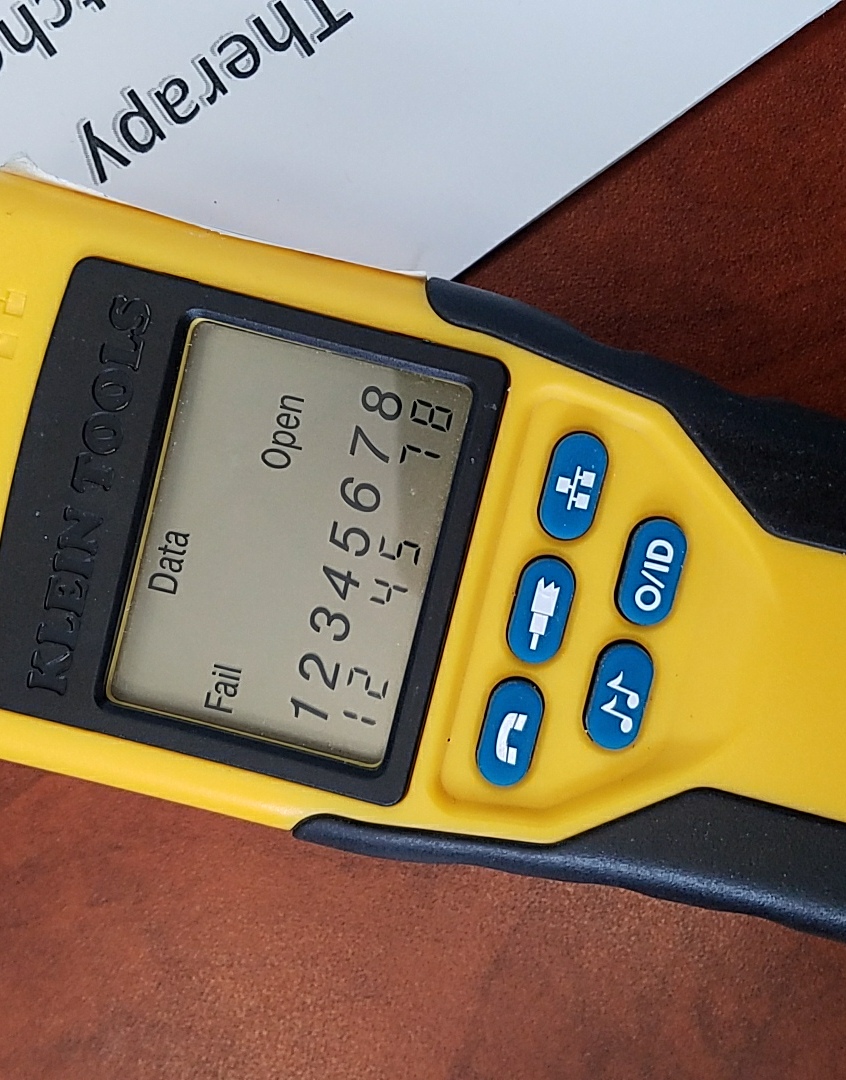 KLEIN TOOLS
Data
Fail
Open
12345678
12 45 78
O/ID
Therapy